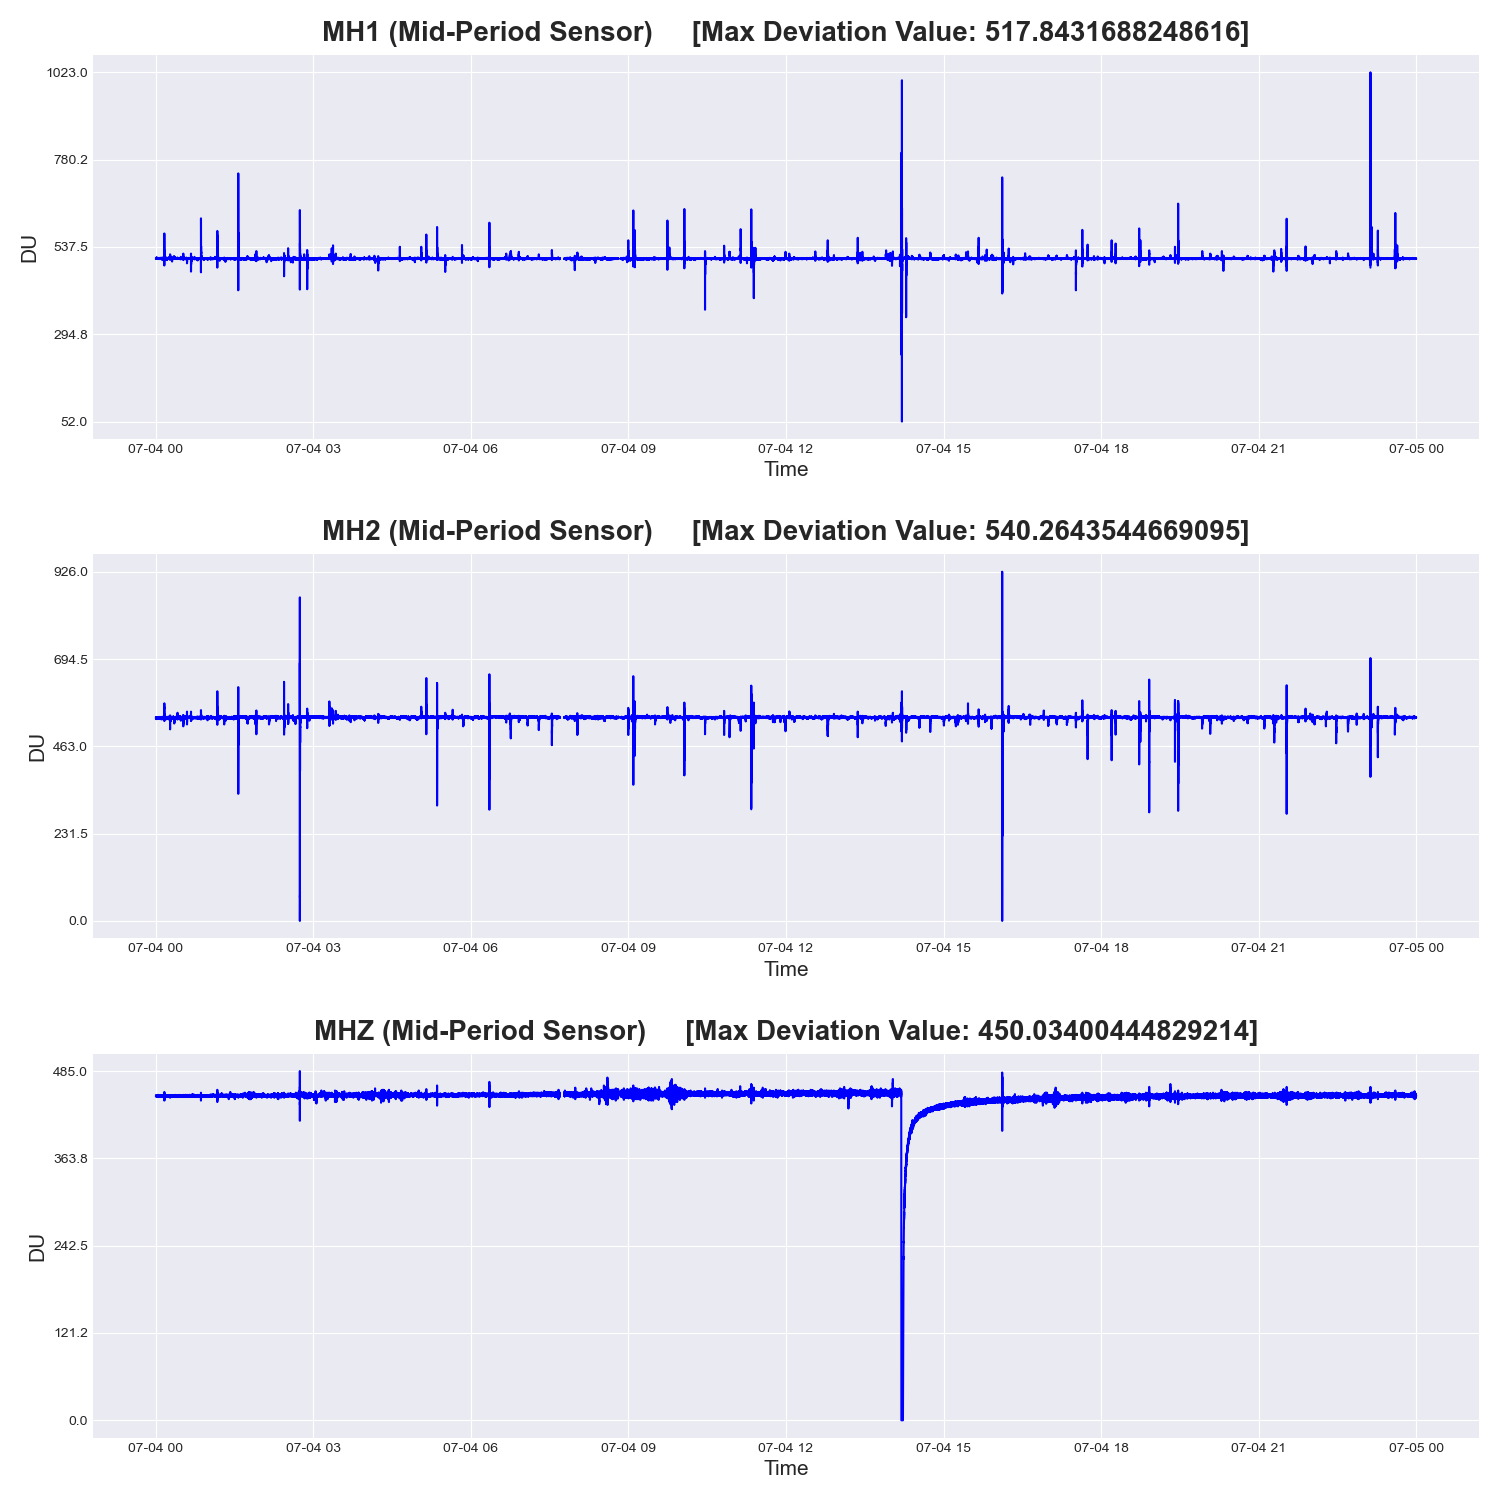 MH1 (Mid-Period Sensor) [Max Deviation Value: 517.8431688248616]
1023.0
780.2
537.5
294.8
52.0
DU
07-04 00 07-04 03 07-04 06 07-04 09 07-04 12 07-04 15 07-04 18 07-04 21 07-05 00
Time
MH2 (Mid-Period Sensor) [Max Deviation Value: 540.2643544669095]
926.0
694.5
463.0
231.5
0.0
DU
07-04 00 07-04 03 07-04 06 07-04 09 07-04 12 07-04 15 07-04 18 07-04 21 07-05 00
Time
MHZ (Mid-Period Sensor) [Max Deviation Value: 450.03400444829214]
485.0
363.8
242.5
121.2
0.0
DU
07-04 00 07-04 03 07-04 06 07-04 09 07-04 12 07-04 15 07-04 18 07-04 21 07-05 00
Time